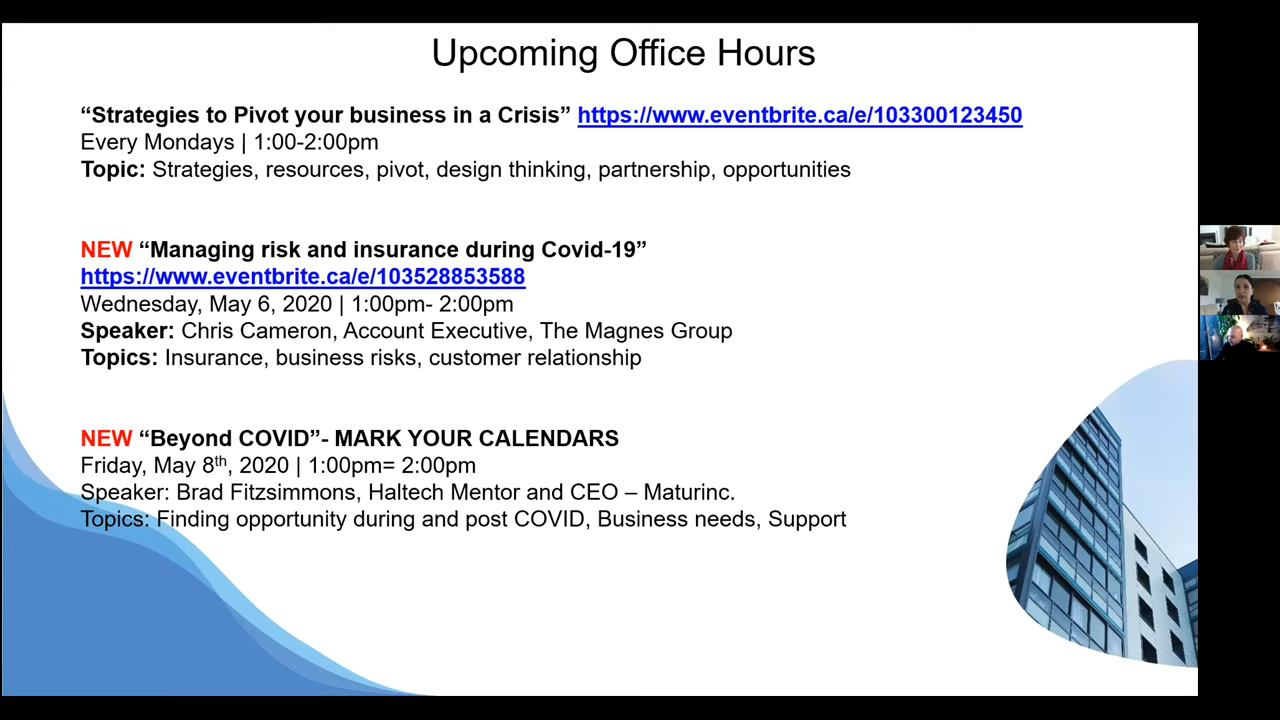 Upcoming Office Hours
“Strategies to Pivot your business in a Crisis” https://www.eventbrite.ca/e/103300123450
Every Mondays | 1:00-2:00pm
Topic: Strategies, resources, pivot, design thinking, partnership, opportunities
NEW “Managing risk and insurance during Covid-19”
https://www.eventbrite.ca/e/103528853588
Wednesday, May 6, 2020 | 1:00pm- 2:00pm
Speaker: Chris Cameron, Account Executive, The Magnes Group
Topics: Insurance, business risks, customer relationship
NEW “Beyond COVID”- MARK YOUR CALENDARS
Friday, May 8th, 2020 | 1:00pm= 2:00pm
Speaker: Brad Fitzsimmons, Haltech Mentor and CEO – Maturinc.
Topics: Finding opportunity during and post COVID, Business needs, Support